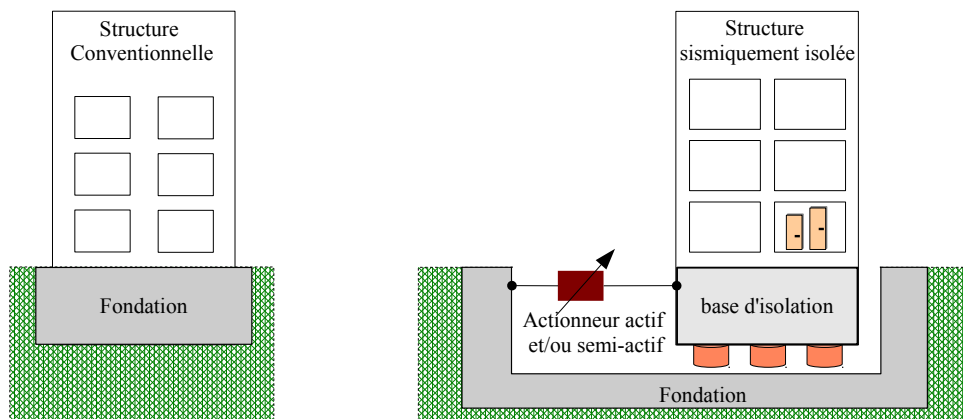 Structure
Conventionnelle
Fondation
Structure
sismiquement isolée
base d'isolation
Actionneur actif
et/ou semi-actif
Fondation